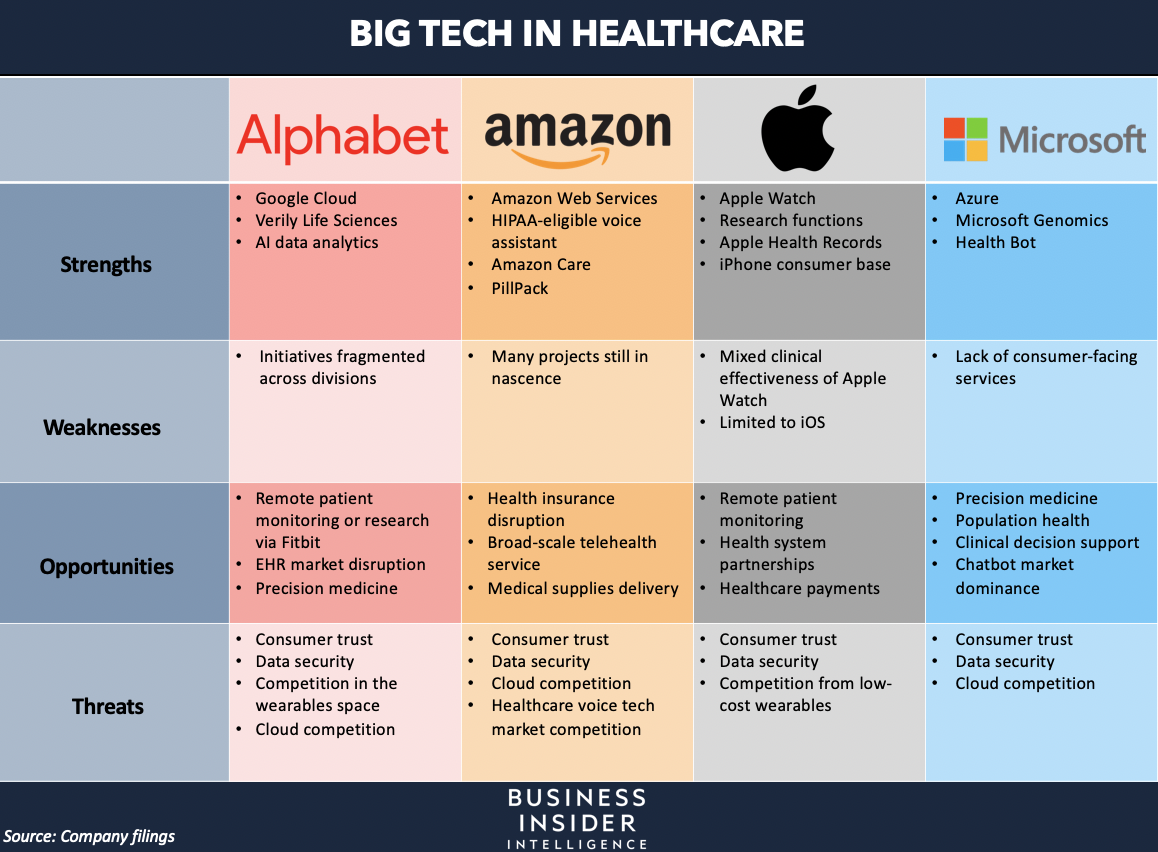 BIG TECH IN HEALTHCARE
Alphabet
amazon
Microsoft
Strengths
• Google Cloud
• Verily Life Sciences
• AI data analytics
• Amazon Web Services
• HIPAA-eligible voice
assistant
• Amazon Care
• PillPack
• Apple Watch
• Research functions
• Apple Health Records
• iPhone consumer base
• Azure
• Microsoft Genomics
• Health Bot
Weaknesses
• Initiatives fragmented
across divisions
• Many projects still in
nascence
• Mixed clinical
effectiveness of Apple
Watch
• Limited to iOS
• Lack of consumer-facing
services
Opportunities
• Remote patient
monitoring or research
via Fitbit
• EHR market disruption
• Precision medicine
• Health insurance
disruption
• Broad-scale telehealth
service
• Medical supplies delivery
• Remote patient
monitoring
• Health system
partnerships
• Healthcare payments
• Precision medicine
• Population health
• Clinical decision support
• Chatbot market
dominance
Threats
• Consumer trust
• Data security
• Competition in the
wearables space
• Cloud competition
• Consumer trust
• Data security
• Cloud competition
• Healthcare voice tech
market competition
• Consumer trust
• Data security
• Competition from low-
cost wearables
• Consumer trust
• Data security
• Cloud competition
Source: Company filings
BUSINESS
INSIDER
INTELLIGENCE